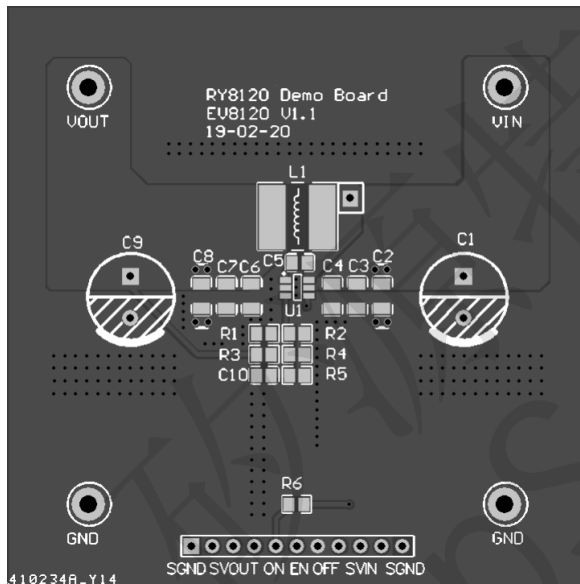 RY8120 Demo Board
EV8120 V1.1
19-02-20
VOUT
VIN
L1
C9
C8
C7
C6
C5
C4
C3
C2
C1
U1
R1
R2
R3
R4
C10
R5
R6
GND
GND
SGND SVOUT ON EN OFF SVIN SGND
410234A_Y14